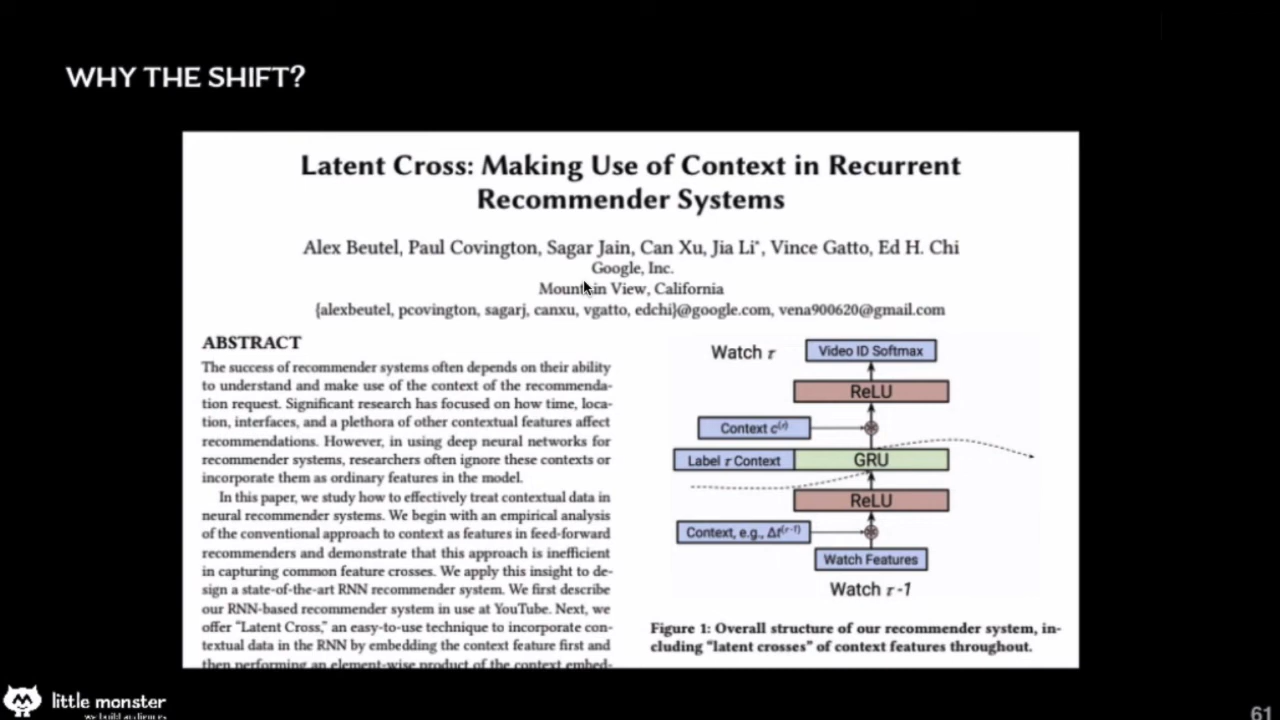 WHY THE SHIFT?
Latent Cross: Making Use of Context in Recurrent
Recommender Systems
Alex Beutel, Paul Covington, Sagar Jain, Can Xu, Jia Li*, Vince Gatto, Ed H. Chi
Google, Inc.
Mountain View, California
{alexbeutel, pcovington, sagarj, canxu, vgatto, edchi}@google.com, vena900620@gmail.com
ABSTRACT
The success of recommender systems often depends on their ability
to understand and make use of the context of the recommenda-
tion request. Significant research has focused on how time, loca-
tion, interfaces, and a plethora of other contextual features affect
recommendations. However, in using deep neural networks for
recommender systems, researchers often ignore these contexts or
incorporate them as ordinary features in the model.
In this paper, we study how to effectively treat contextual data in
neural recommender systems. We begin with an empirical analysis
of the conventional approach to context as features in feed-forward
recommenders and demonstrate that this approach is inefficient
in capturing common feature crosses. We apply this insight to de-
sign a state-of-the-art RNN recommender system. We first describe
our RNN-based recommender system in use at YouTube. Next, we
offer “Latent Cross,” an easy-to-use technique to incorporate con-
textual data in the RNN by embedding the context feature first and
then performing an element-wise product of the context embed-
Watch τ
Video ID Softmax
ReLU
Context c(τ)
Label τ Context
GRU
ReLU
Context, e.g., Δt(τ-1)
Watch Features
Watch τ -1
Figure 1: Overall structure of our recommender system, in-
cluding “latent crosses” of context features throughout.
little monster
we build audiences
61